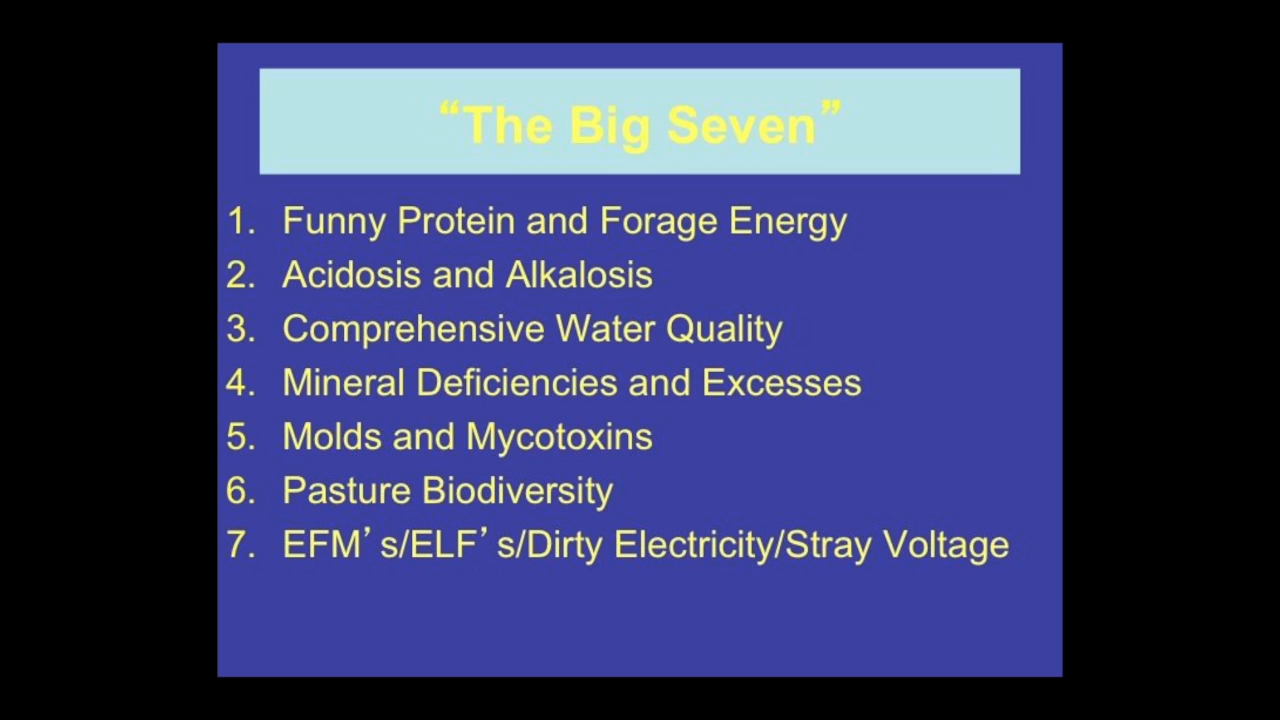 “The Big Seven”
1. Funny Protein and Forage Energy
2. Acidosis and Alkalosis
3. Comprehensive Water Quality
4. Mineral Deficiencies and Excesses
5. Molds and Mycotoxins
6. Pasture Biodiversity
7. EFM’s/ELF’s/Dirty Electricity/Stray Voltage